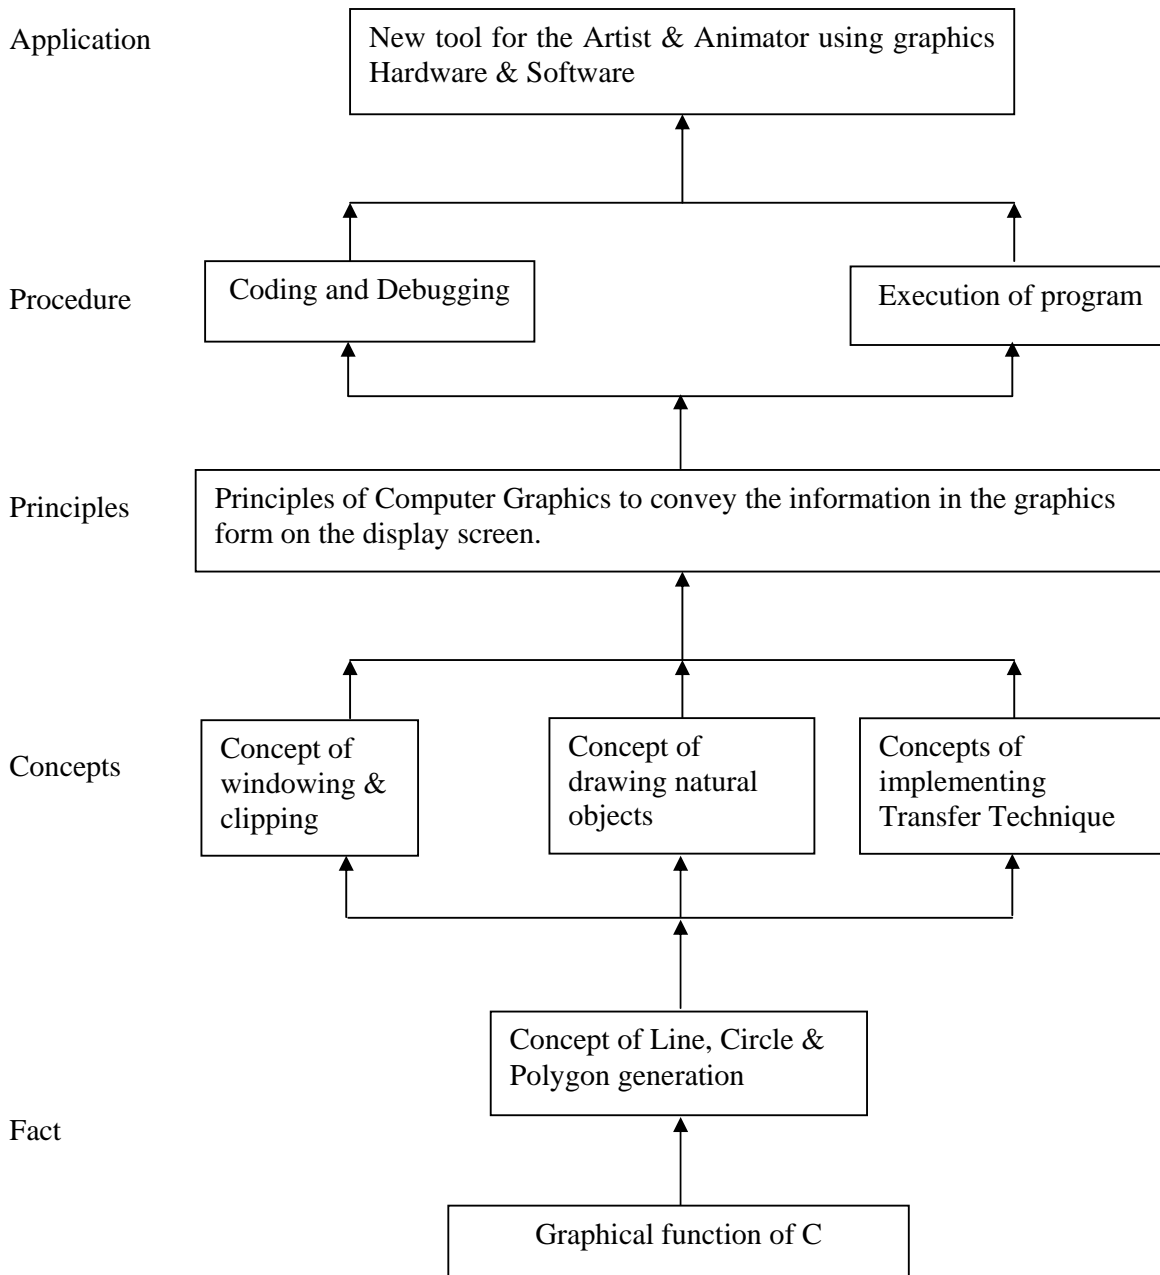 Application
New tool for the Artist & Animator using graphics
Hardware & Software
Procedure
Coding and Debugging
Execution of program
Principles
Principles of Computer Graphics to convey the information in the graphics
form on the display screen.
Concepts
Concept of
windowing &
clipping
Concept of
drawing natural
objects
Concepts of
implementing
Transfer Technique
Concept of Line, Circle &
Polygon generation
Fact
Graphical function of C